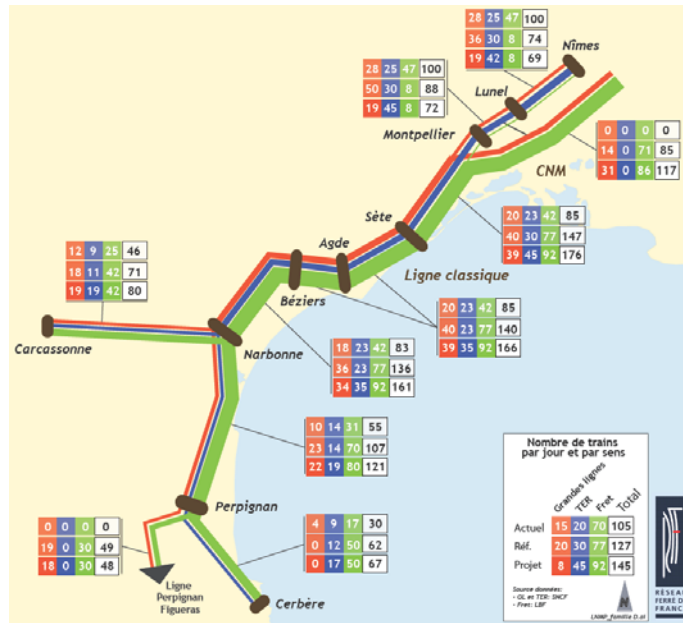 28 25 47 100
36 30 8 74
19 42 8 69
Nîmes
28 25 47 100
50 30 8 88
19 45 8 72
Lunel
Montpellier
0 0 0 0
14 0 71 85
31 0 86 117
CNM
Sète
20 23 42 85
40 30 77 147
39 45 92 176
Agde
Ligne classique
12 9 25 46
18 11 42 71
19 19 42 80
Béziers
20 23 42 85
40 23 77 140
39 35 92 166
Carcassonne
Narbonne
18 23 42 83
36 23 77 136
34 35 92 161
10 14 31 55
23 14 70 107
22 19 80 121
Perpignan
0 0 0 0
19 0 30 49
18 0 30 48
4 9 17 30
0 12 50 62
0 17 50 67
Ligne
Perpignan
Figueras
Cerbère
Nombre de trains
par jour et par sens
Grandes lignes TER Fret Total
Actuel 15 20 70 105
Réf. 20 30 77 127
Projet 8 45 92 145
Source données:
- GL et TER: SNCF
- Fret: LBF
N
LNMP_Familie D.ai
RÉSEAU
FERRÉ DE
FRANCE